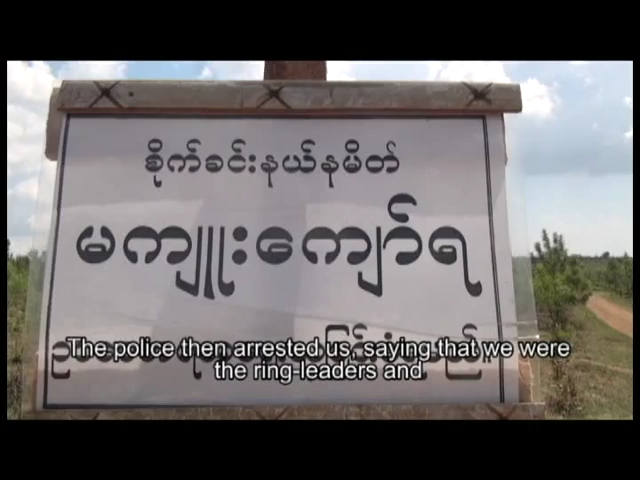 စိုက်ခင်းနယ်နမိတ်
မကျူးကျော်ရ
The police then arrested us, saying that we were
the ring-leaders and